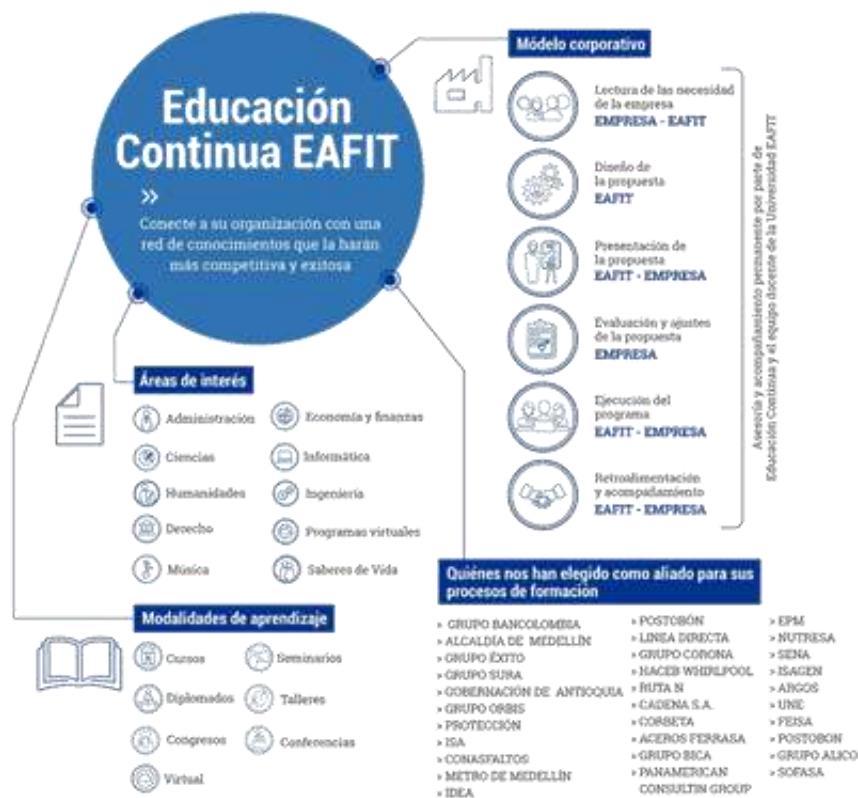 Educación
Continua EAFIT
»
Conecte a su organización con una
red de conocimientos que la harán
más competitiva y exitosa
Módelo corporativo
Lectura de las necesidad
de la empresa
EMPRESA - EAFIT
Diseño de
la propuesta
EAFIT
Presentación de
la propuesta
EAFIT - EMPRESA
Evaluación y ajustes
de la propuesta
EMPRESA
Ejecución del
programa
EAFIT - EMPRESA
Retroalimentación
y acompañamiento
EAFIT - EMPRESA
Asesoría y acompañamiento permanente por parte de
Educación Continua y el equipo docente de la Universidad EAFIT
Áreas de interés
Administración
Ciencias
Humanidades
Derecho
Música
Economía y finanzas
Informática
Ingeniería
Programas virtuales
Saberes de Vida
Modalidades de aprendizaje
Cursos
Diplomados
Congresos
Virtual
Seminarios
Talleres
Conferencias
Quiénes nos han elegido como aliado para sus
procesos de formación
» GRUPO BANCOLOMBIA
» ALCALDÍA DE MEDELLÍN
» GRUPO ÉXITO
» GRUPO SURA
» GOBERNACIÓN DE ANTIOQUIA
» GRUPO ORBIS
» PROTECCIÓN
» ISA
» CONASFALTOS
» METRO DE MEDELLÍN
» IDEA
» POSTOBÓN
» LINEA DIRECTA
» GRUPO CORONA
» HACEB WHIRLPOOL
» RUTA N
» CADENA S.A.
» CORBETA
» ACEROS FERRASA
» GRUPO BICA
» PANAMERICAN
CONSULTIN GROUP
» EPM
» NUTRESA
» SENA
» ISAGEN
» ARGOS
» UNE
» FEISA
» POSTOBON
» GRUPO ALICO
» SOFASA